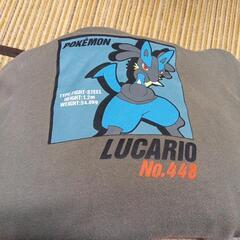 POKÉMON
TYPE:FIGHT・STEEL
HEIGHT:1.2m
WEIGHT:54.0kg
LUCARIO
No.448